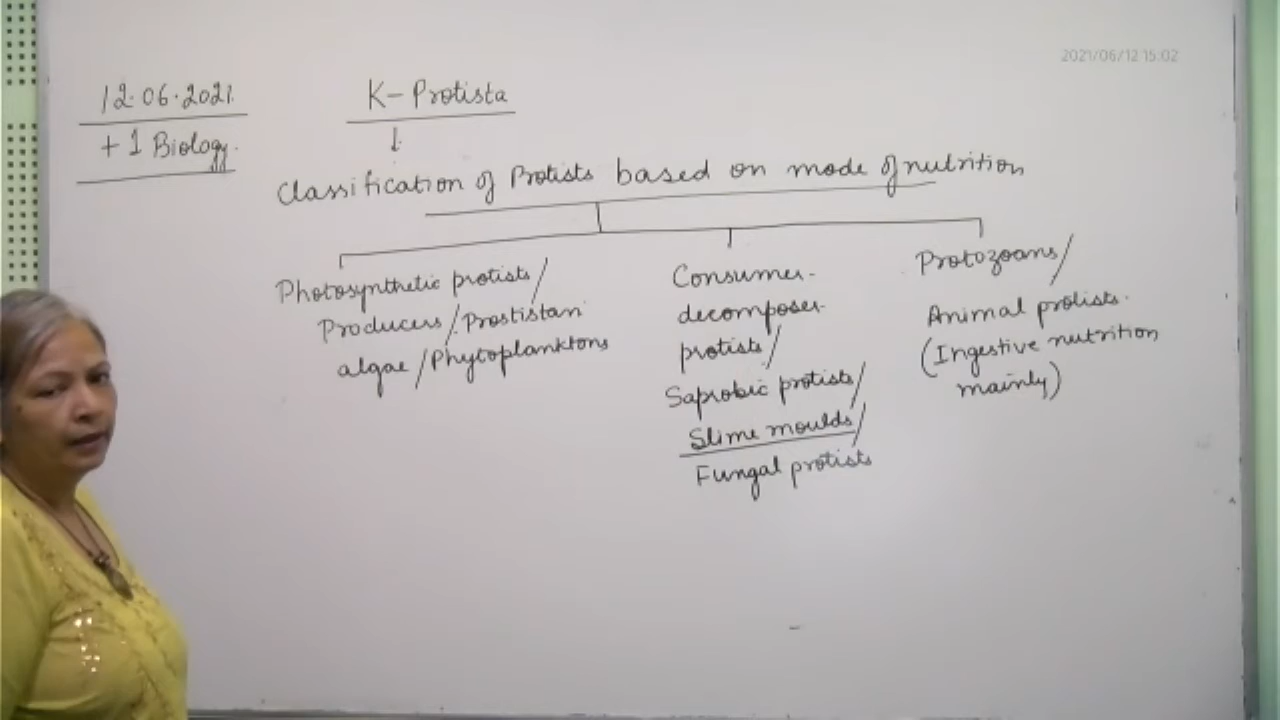 2021/06/12 15:02
12.06.2021.
+ 1 Biology.
K- Protista
↓
Classification of Protists based on mode of nutrition
Photosynthetic protists/
Producers/Prostistan
algae/Phytoplanktons
Consumer-
decomposer
protists/
Saprobic protists/
Slime moulds/
Fungal protists
Protozoans/
Animal protists.
(Ingestive nutrition
mainly)